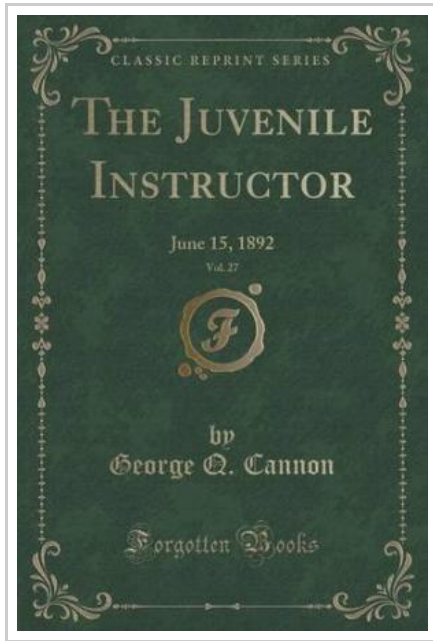 CLASSIC REPRINT SERIES
THE JUVENILE
INSTRUCTOR
June 15, 1892
Vol. 27
F
by
George Q. Cannon
Forgotten Books